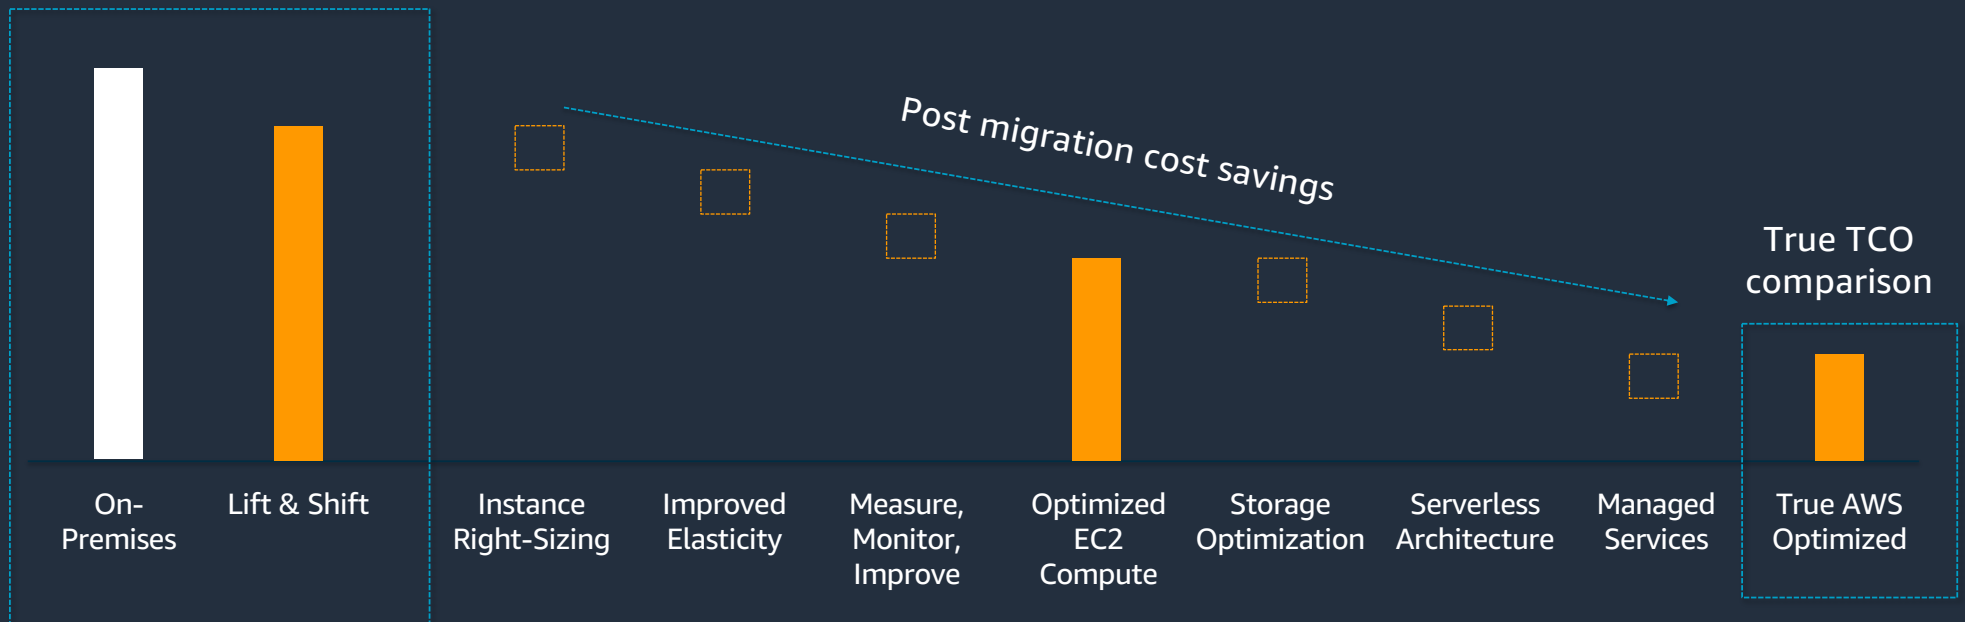 Post migration cost savings
True TCO
comparison
On-
Premises
Lift & Shift
Instance
Right-Sizing
Improved
Elasticity
Measure,
Monitor,
Improve
Optimized
EC2
Compute
Storage
Optimization
Serverless
Architecture
Managed
Services
True AWS
Optimized